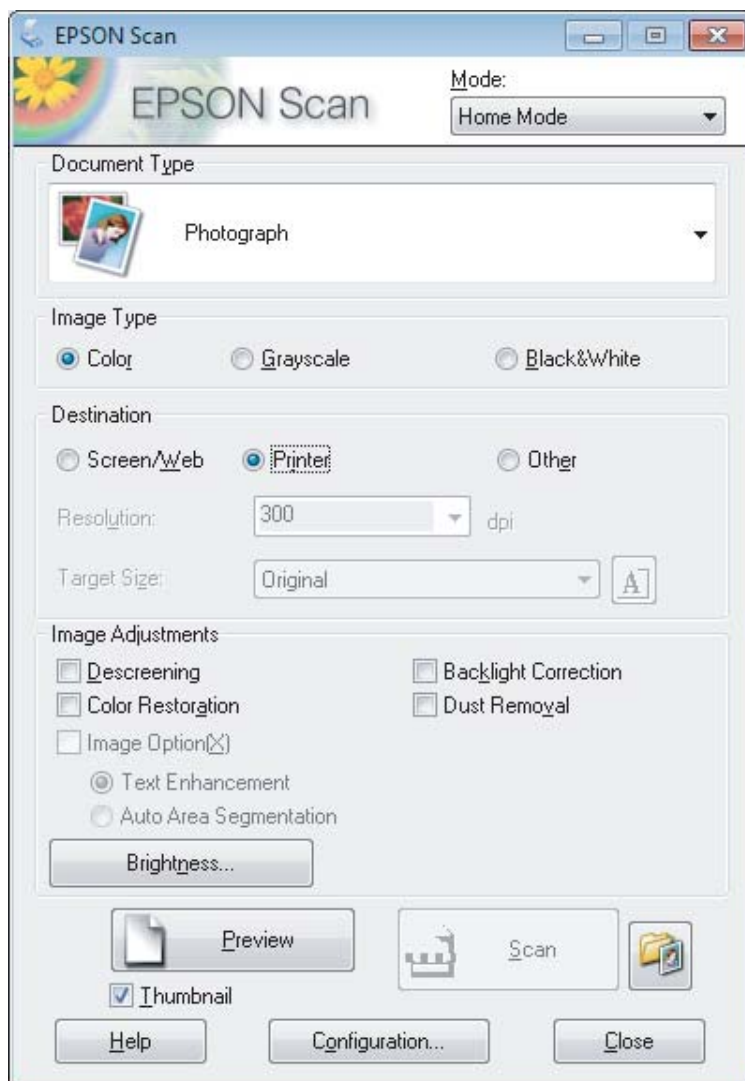 EPSON Scan
EPSON Scan
Mode:
Home Mode
Document Type
Photograph
Image Type
Color Grayscale Black&White
Destination
Screen/Web Printer Other
Resolution: 300 dpi
Target Size: Original A
Image Adjustments
Descreening Backlight Correction
Color Restoration Dust Removal
Image Option(X)
Text Enhancement
Auto Area Segmentation
Brightness...
Preview Scan
Thumbnail
Help Configuration... Close